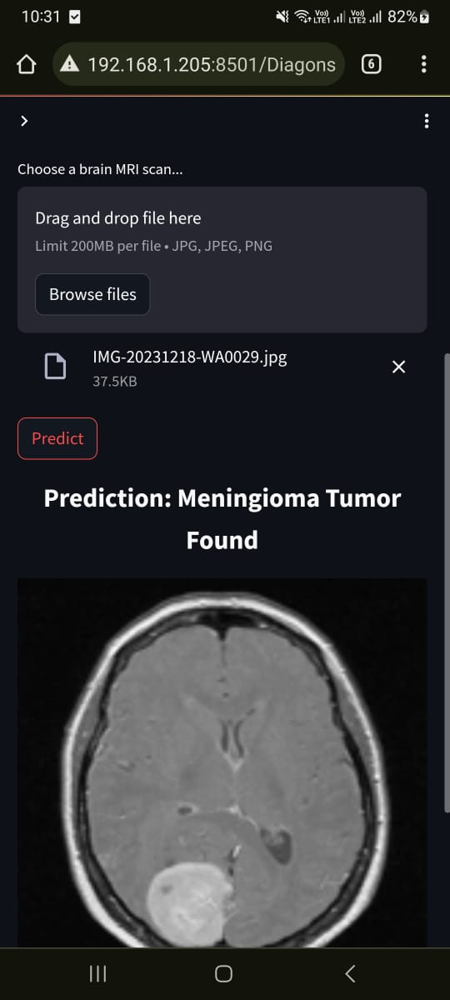 10:31
Vo)) LTE1 Vo)) LTE2 82%
192.168.1.205:8501/Diagons
6
Choose a brain MRI scan...
Drag and drop file here
Limit 200MB per file • JPG, JPEG, PNG
Browse files
IMG-20231218-WA0029.jpg
37.5KB
Predict
Prediction: Meningioma Tumor
Found